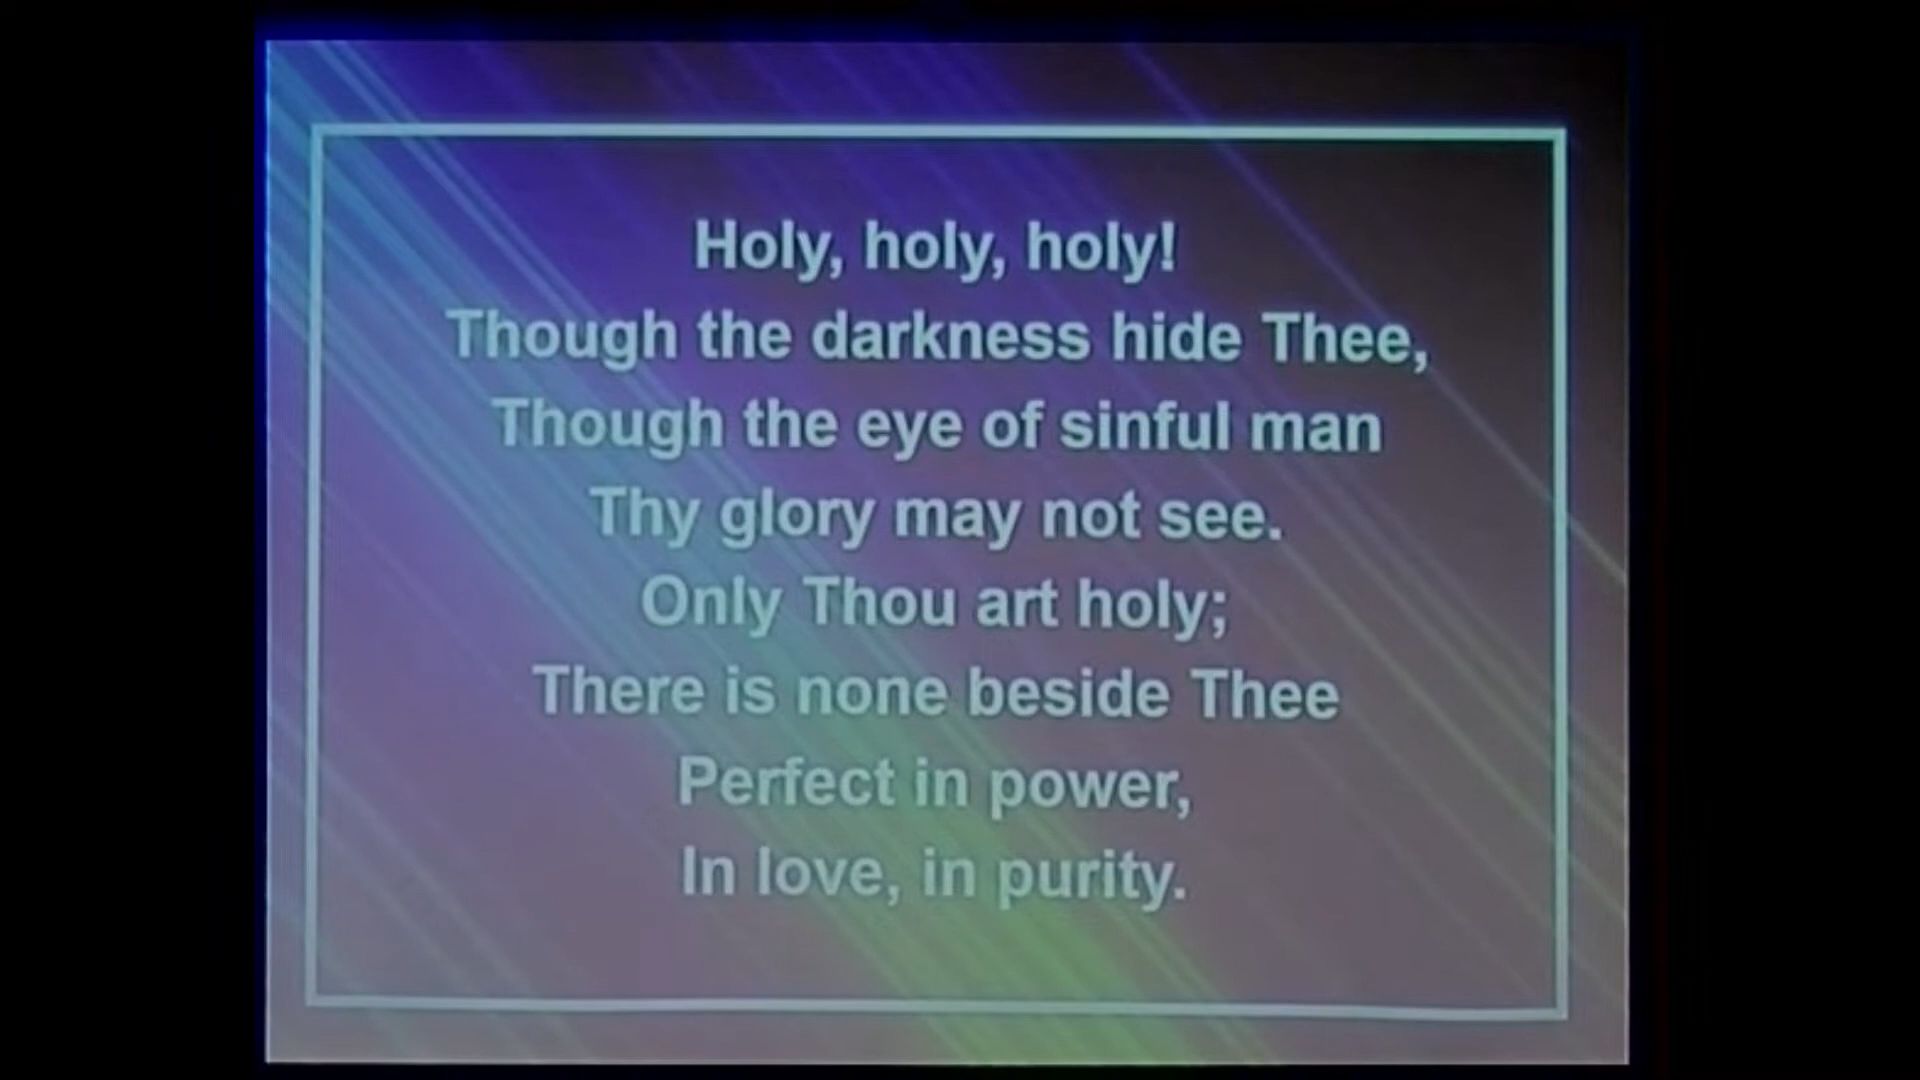 Holy, holy, holy!
Though the darkness hide Thee,
Though the eye of sinful man
Thy glory may not see.
Only Thou art holy;
There is none beside Thee
Perfect in power,
In love, in purity.